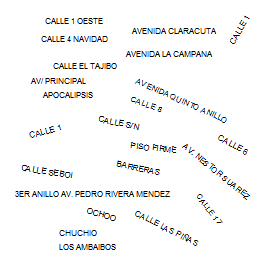 CALLE 1 OESTE
AVENIDA CLARACUTA
CALLE 1
CALLE 4 NAVIDAD
AVENIDA LA CAMPANA
CALLE EL TAJIBO
AV/ PRINCIPAL
AVENIDA QUINTO ANILLO
APOCALIPSIS
CALLE 8
CALLE S/N
CALLE 1
CALLE 6
PISO FIRME
AV. NESTOR SUAREZ
BARRERAS
CALLE SEBOI
3ER ANILLO AV. PEDRO RIVERA MENDEZ
CALLE 17
OCHOO
CALLE LAS PIÑAS
CHUCHIO
LOS AMBAIBOS